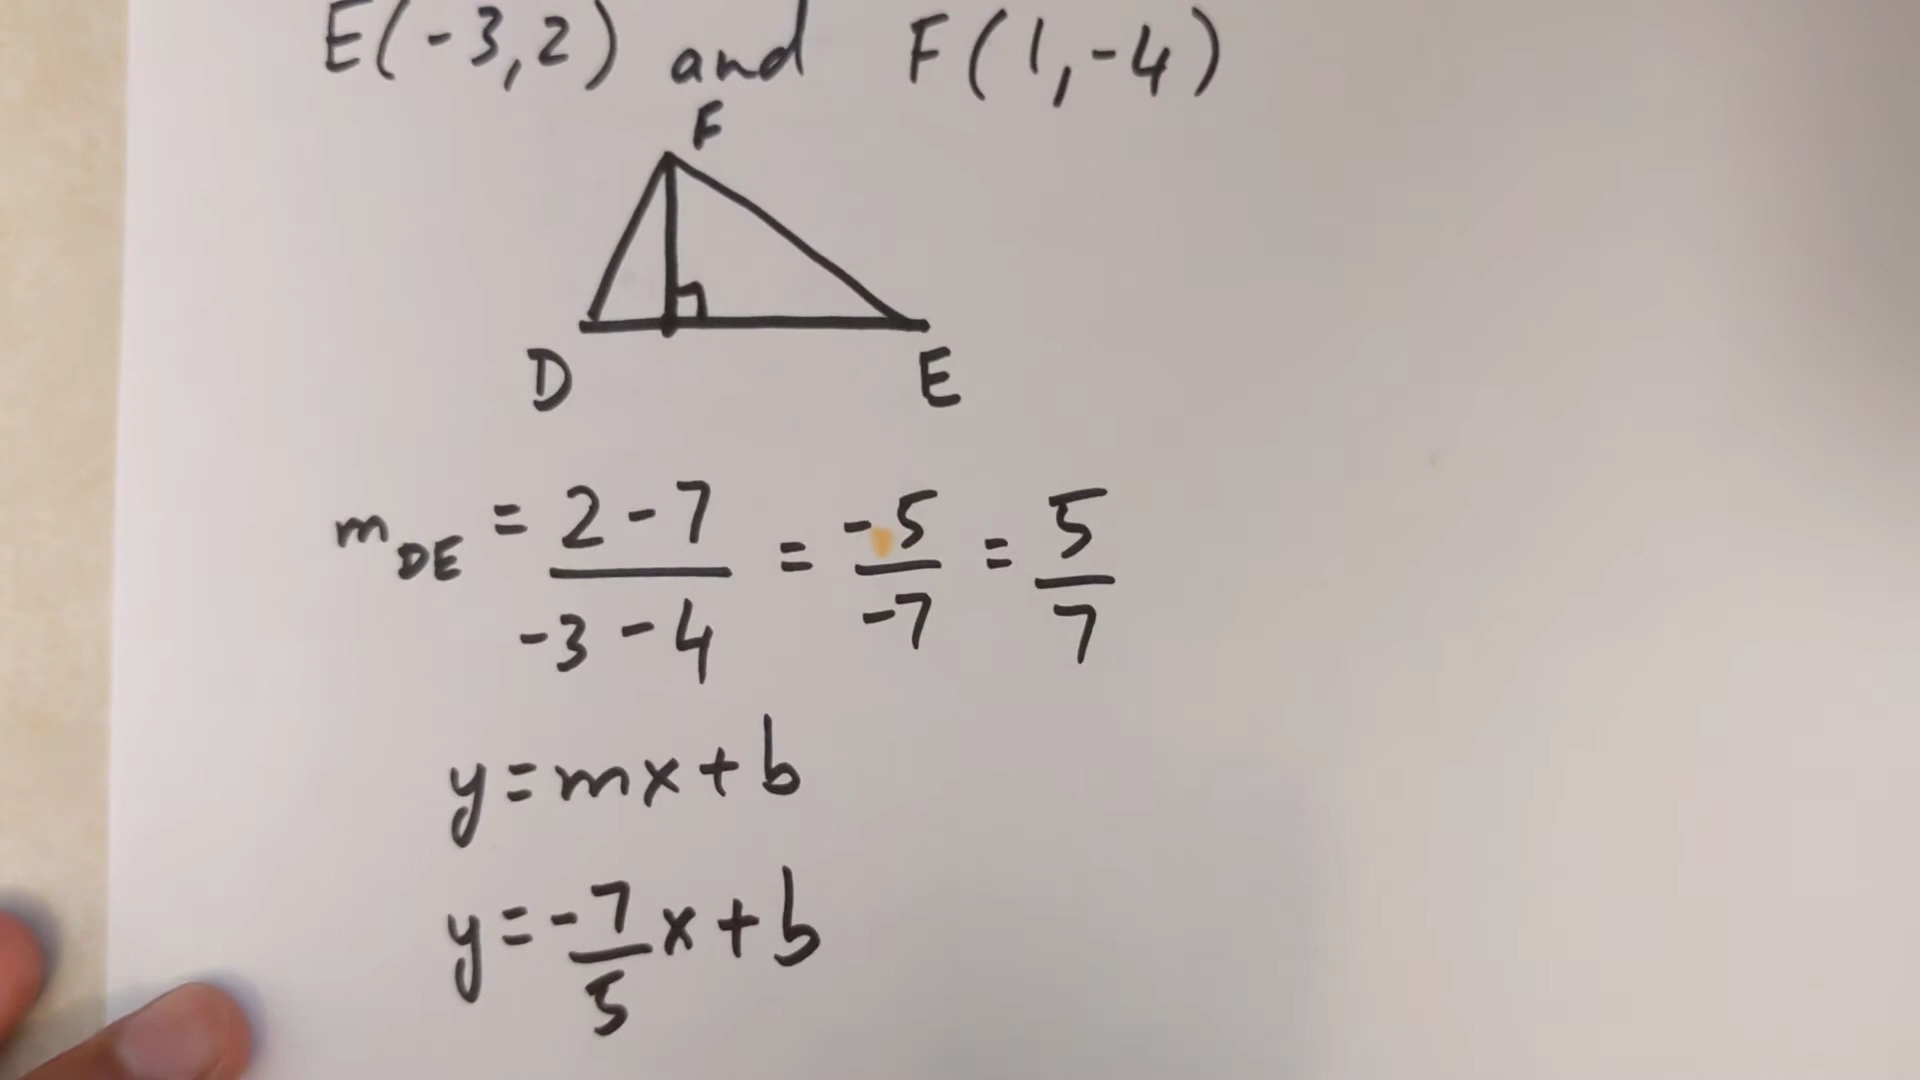 E(-3,2) and F(1,-4)
F
D E
m_DE = 2-7/-3-4 = -5/-7 = 5/7
y=mx+b
y=-7/5x+b